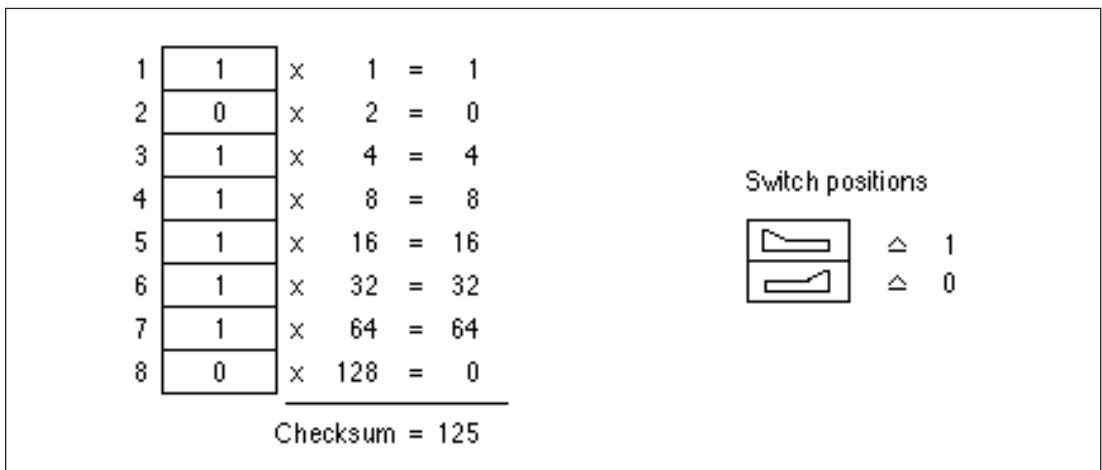 1 1 x 1 = 1
2 0 x 2 = 0
3 1 x 4 = 4
4 1 x 8 = 8
5 1 x 16 = 16
6 1 x 32 = 32
7 1 x 64 = 64
8 0 x 128 = 0
Checksum = 125
Switch positions
≙ 1
≙ 0